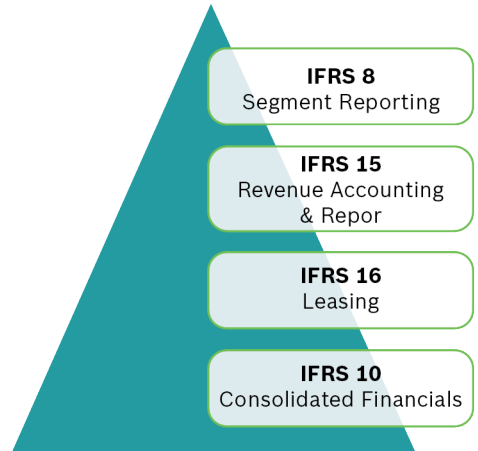 IFRS 8
Segment Reporting
IFRS 15
Revenue Accounting
& Repor
IFRS 16
Leasing
IFRS 10
Consolidated Financials